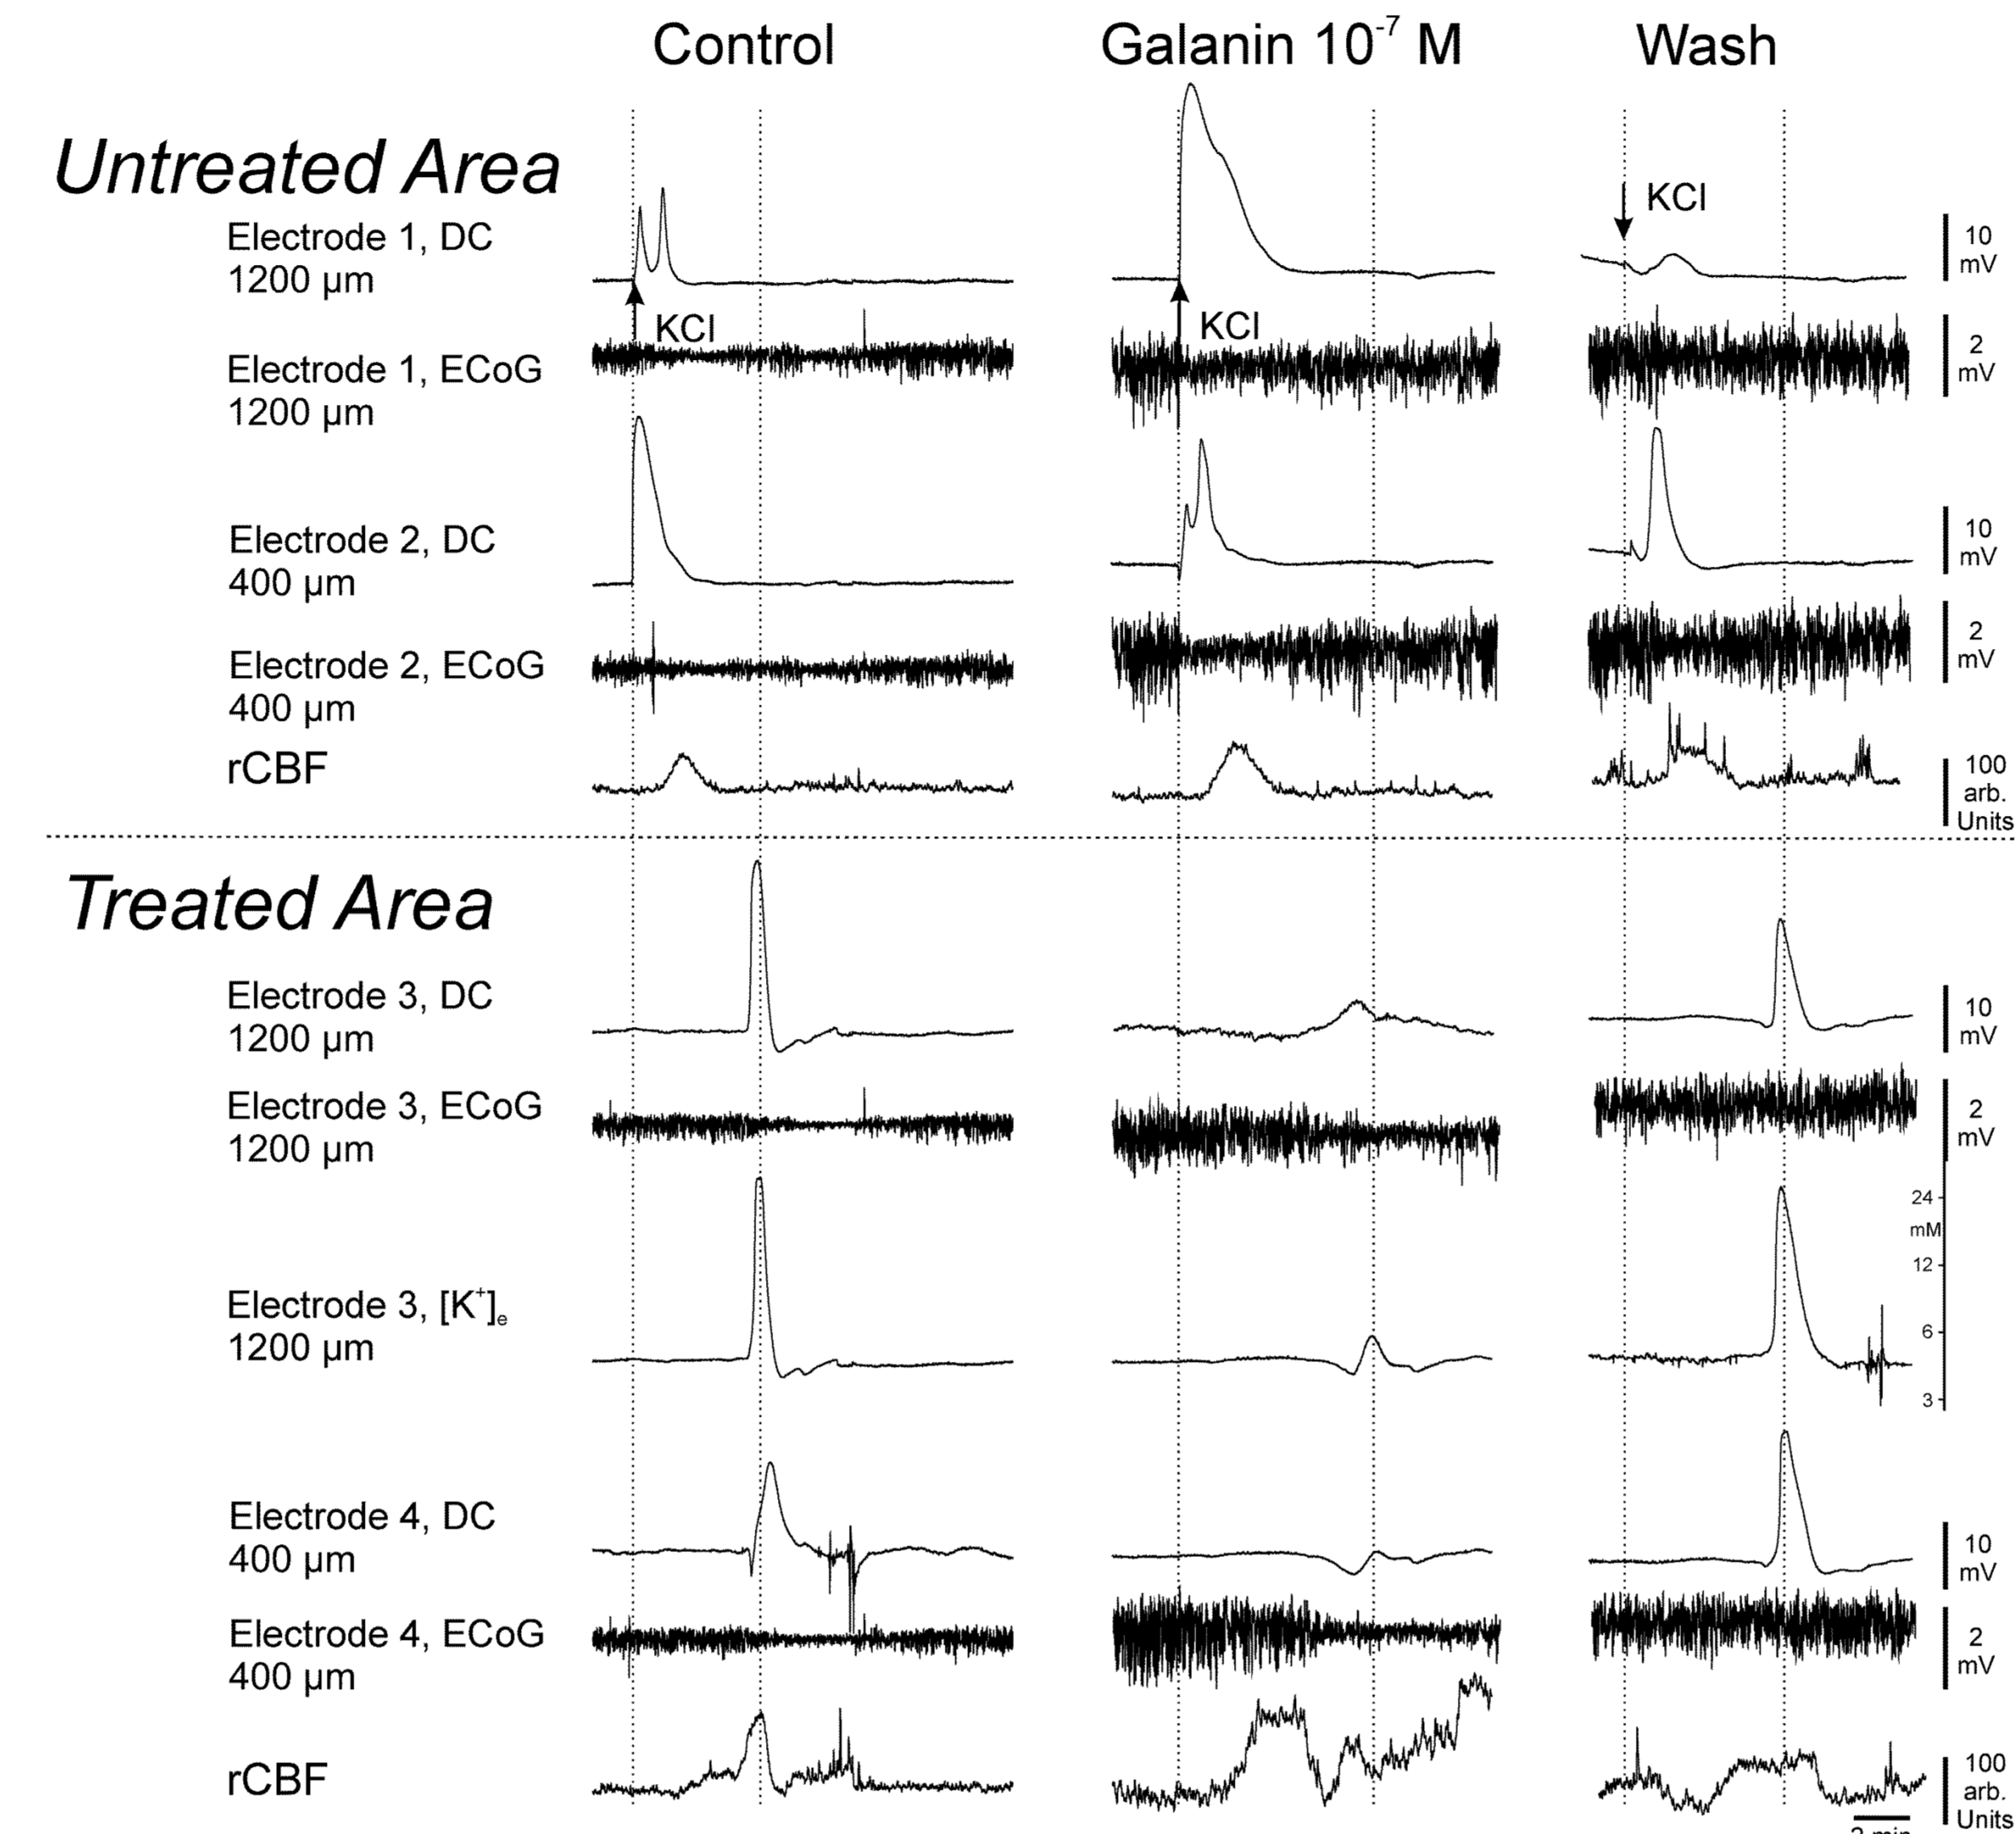 Control
Galanin 10⁻⁷ M
Wash
Untreated Area
Electrode 1, DC
1200 µm
KCl
KCl
KCl
10
mV
Electrode 1, ECoG
1200 µm
2
mV
Electrode 2, DC
400 µm
10
mV
Electrode 2, ECoG
400 µm
2
mV
rCBF
100
arb.
Units
Treated Area
Electrode 3, DC
1200 µm
10
mV
Electrode 3, ECoG
1200 µm
2
mV
Electrode 3, [K⁺]ₑ
1200 µm
24
mM
12
6
3
Electrode 4, DC
400 µm
10
mV
Electrode 4, ECoG
400 µm
2
mV
rCBF
100
arb.
Units